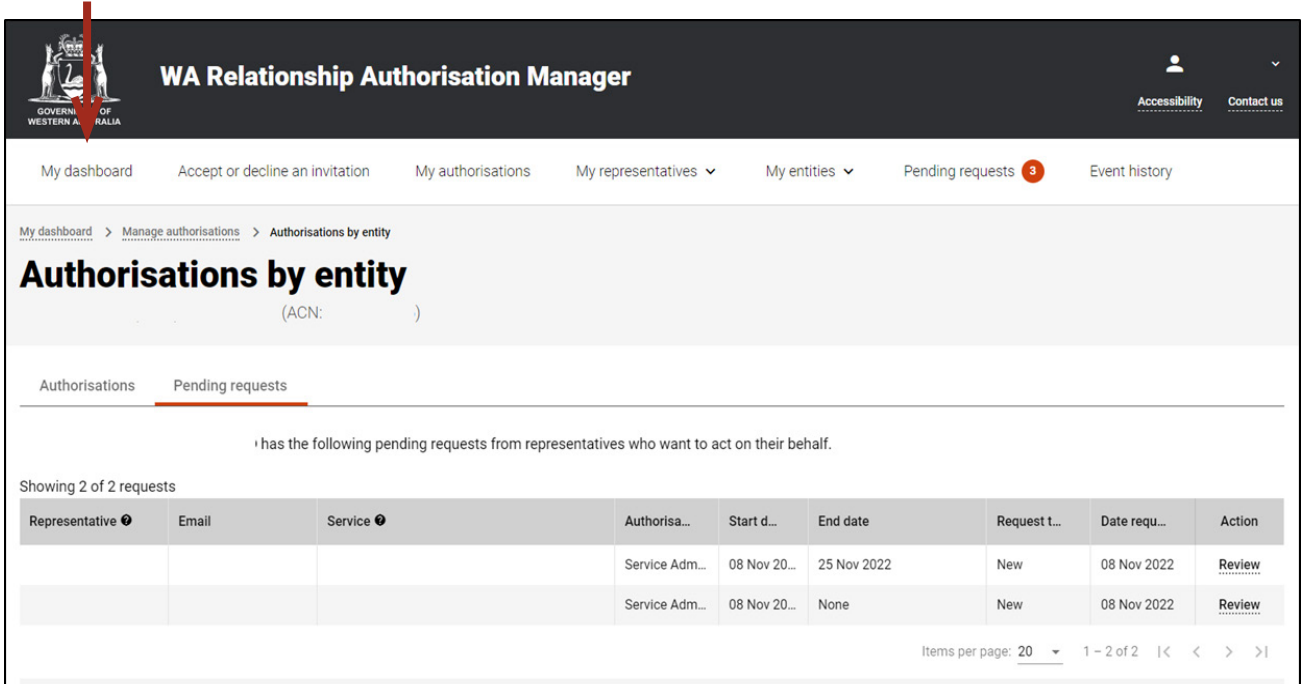 WA Relationship Authorisation Manager
GOVERN OF
WESTERN A RALIA
Accessibility Contact us
My dashboard Accept or decline an invitation My authorisations My representatives My entities Pending requests 3 Event history
My dashboard > Manage authorisations > Authorisations by entity
Authorisations by entity
(ACN: )
Authorisations Pending requests
has the following pending requests from representatives who want to act on their behalf.
Showing 2 of 2 requests
Representative Email Service Authorisa... Start d... End date Request t... Date requ... Action
Service Adm... 08 Nov 20... 25 Nov 2022 New 08 Nov 2022 Review
Service Adm... 08 Nov 20... None New 08 Nov 2022 Review
Items per page: 20 1 – 2 of 2 |< < > >|